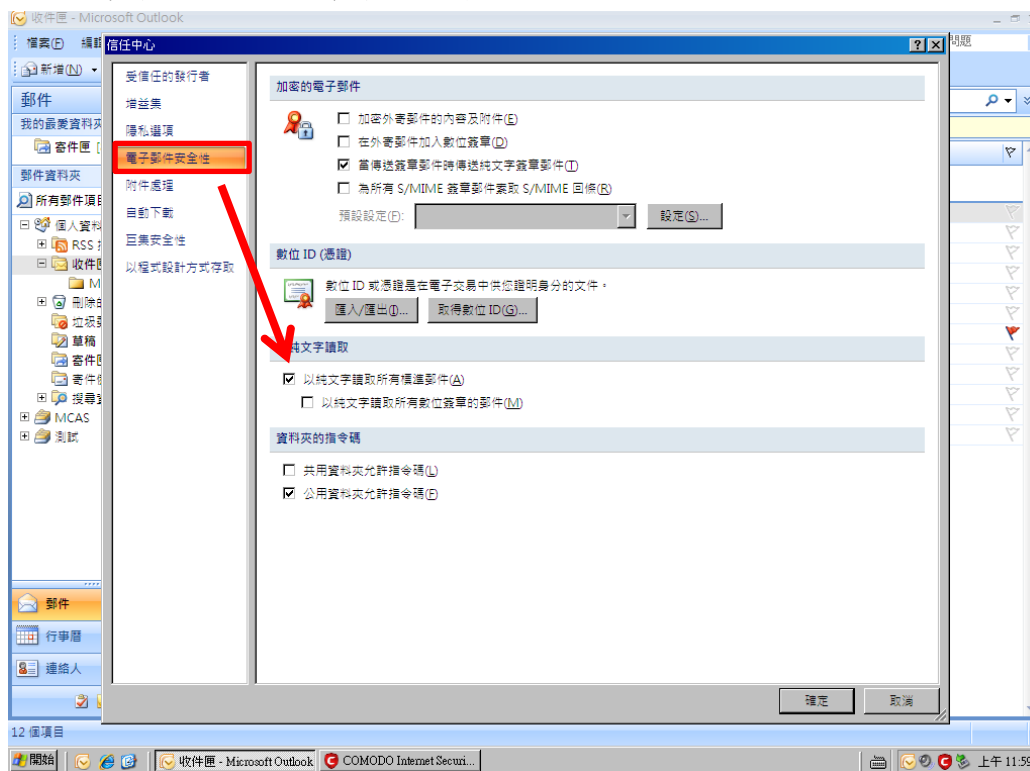 收件匣 - Microsoft Outlook
檔案(F) 編輯
問題
新增(N)
郵件
我的最愛資料夾
寄件匣 [
郵件資料夾
所有郵件項目
個人資料
RSS
收件匣
M
刪除的
垃圾郵
草稿
寄件匣
寄件備
搜尋資
MCAS
測試
郵件
行事曆
連絡人
12 個項目
信任中心
受信任的發行者
增益集
隱私選項
電子郵件安全性
附件處理
自動下載
巨集安全性
以程式設計方式存取
加密的電子郵件
加密外寄郵件的內容及附件(E)
在外寄郵件加入數位簽章(D)
當傳送簽章郵件時傳送純文字簽章郵件(T)
為所有 S/MIME 簽章郵件索取 S/MIME 回條(R)
預設設定(F):
設定(S)...
數位 ID (憑證)
數位 ID 或憑證是在電子交易中供您證明身分的文件。
匯入/匯出(I)...
取得數位 ID(G)...
純文字讀取
以純文字讀取所有標準郵件(A)
以純文字讀取所有數位簽章的郵件(M)
資料夾的指令碼
共用資料夾允許指令碼(L)
公用資料夾允許指令碼(F)
確定
取消
開始
收件匣 - Microsoft Outlook
COMODO Internet Securi...
上午 11:59